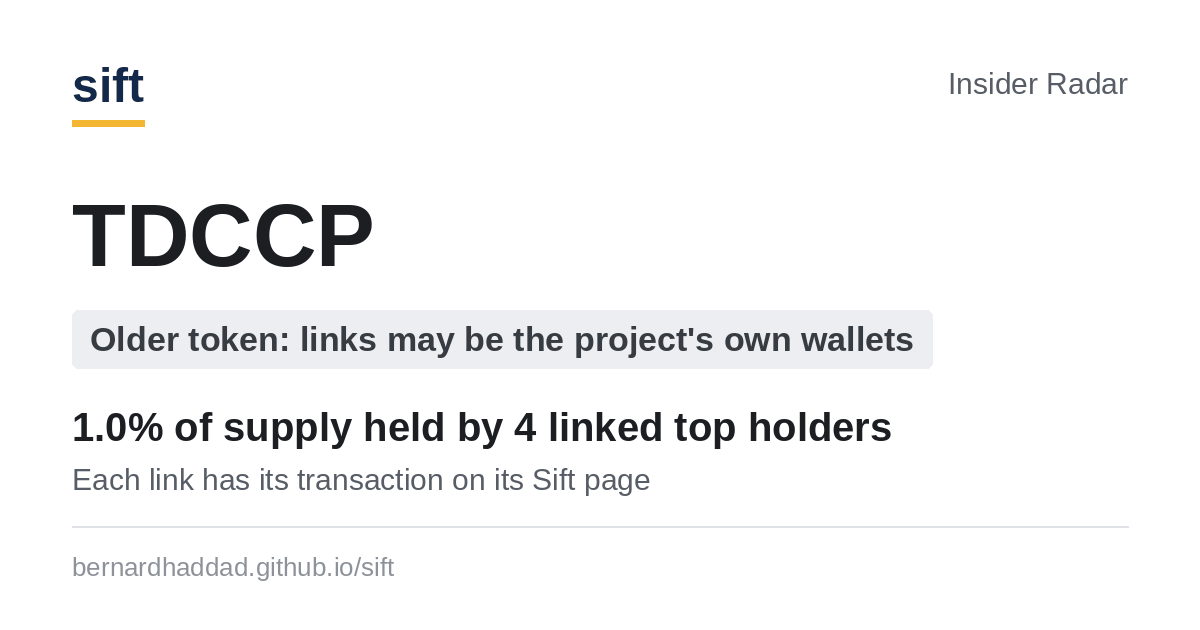 sift
Insider Radar
TDCCP
Older token: links may be the project's own wallets
1.0% of supply held by 4 linked top holders
Each link has its transaction on its Sift page
bernardhaddad.github.io/sift